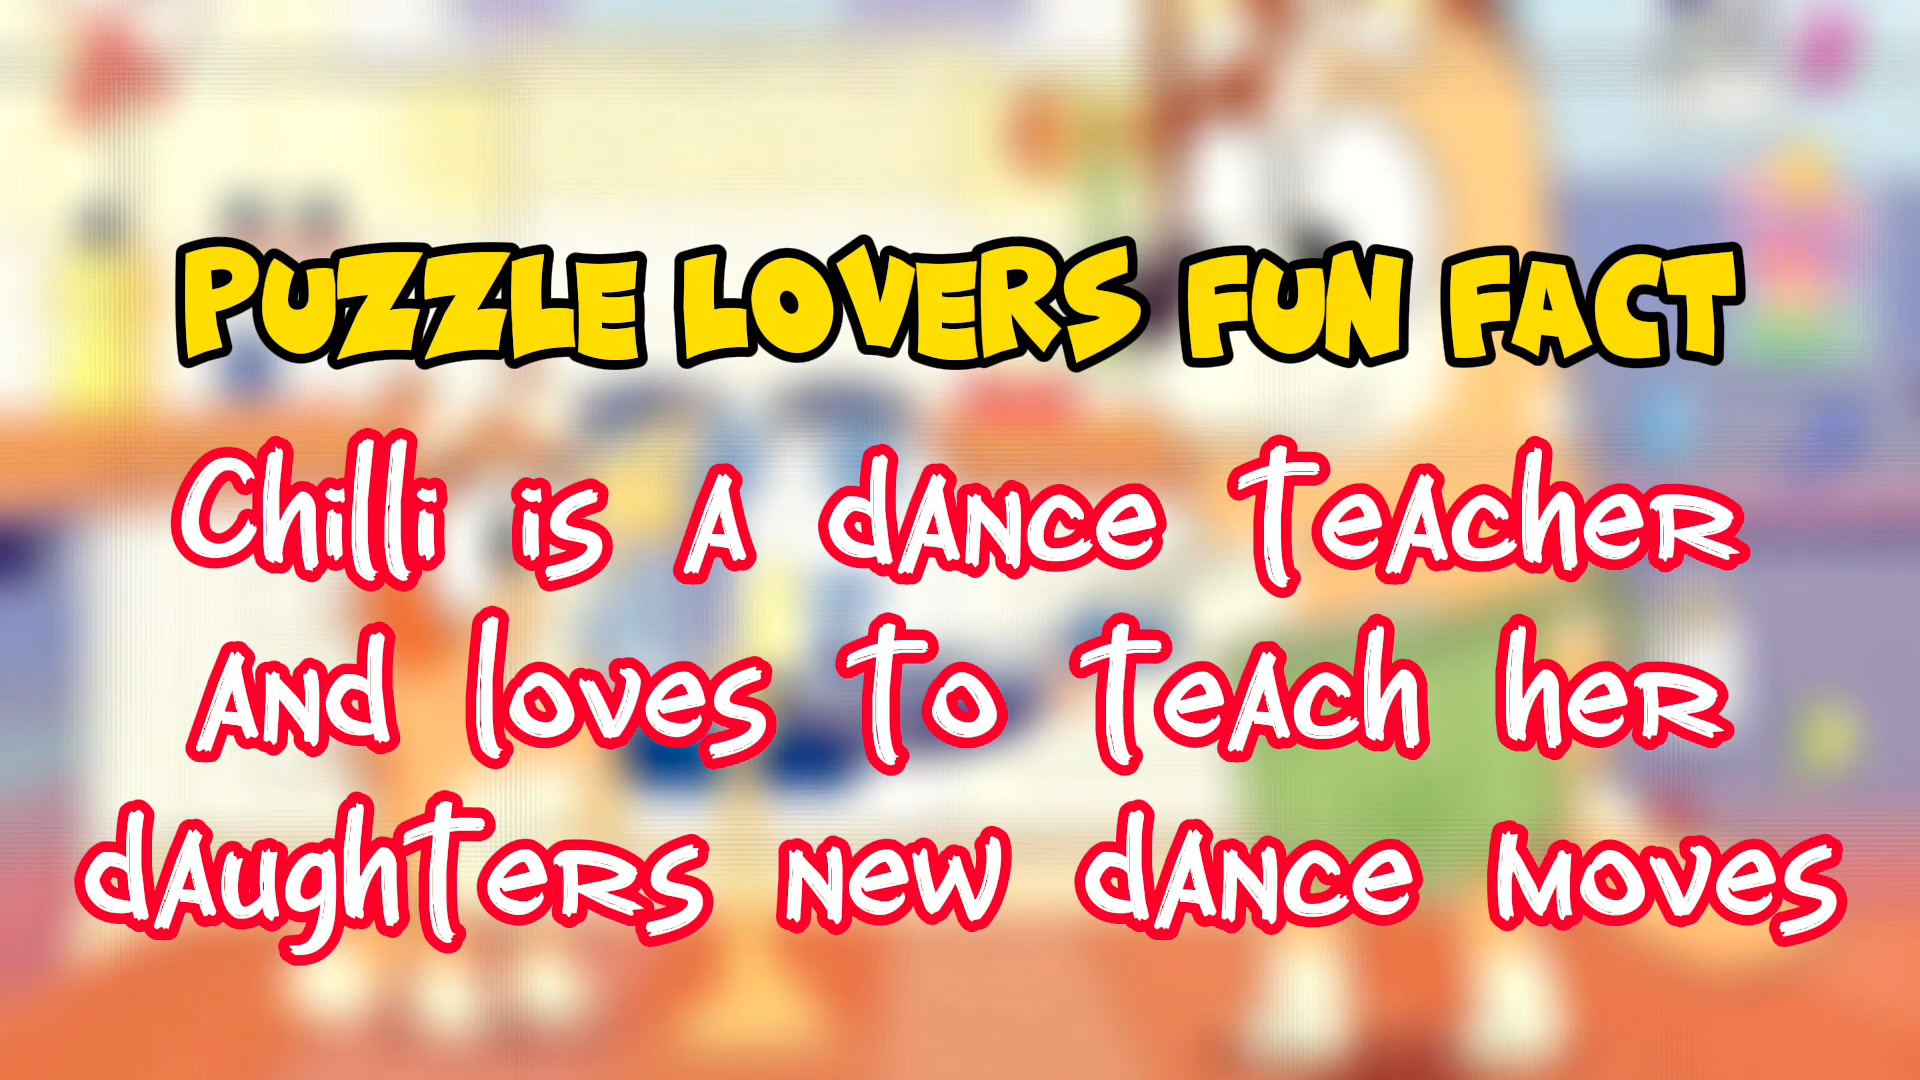 PUZZLE LOVERS FUN FACT
Chilli is a dance teacher
and loves to teach her
daughters new dance moves